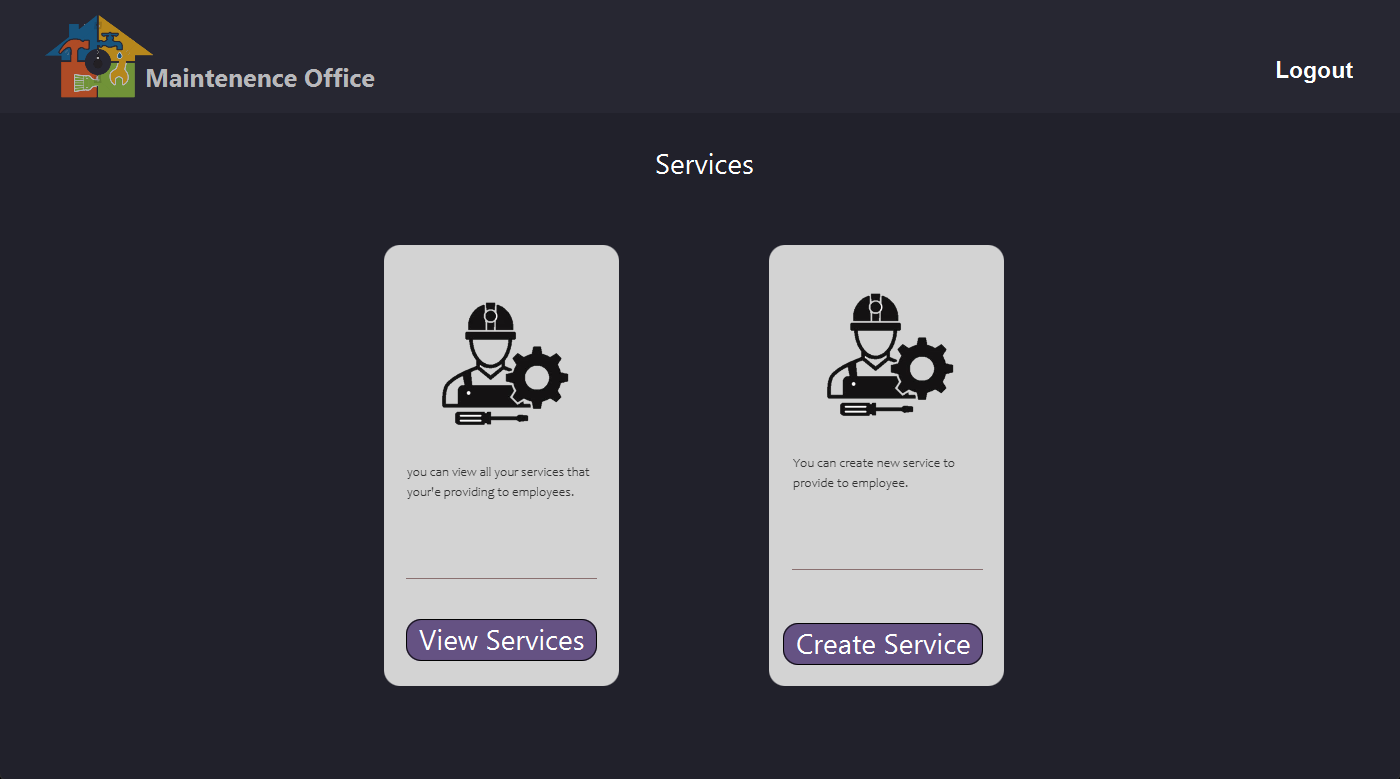 Maintenence Office
Logout
Services
you can view all your services that
your'e providing to employees.
View Services
You can create new service to
provide to employee.
Create Service